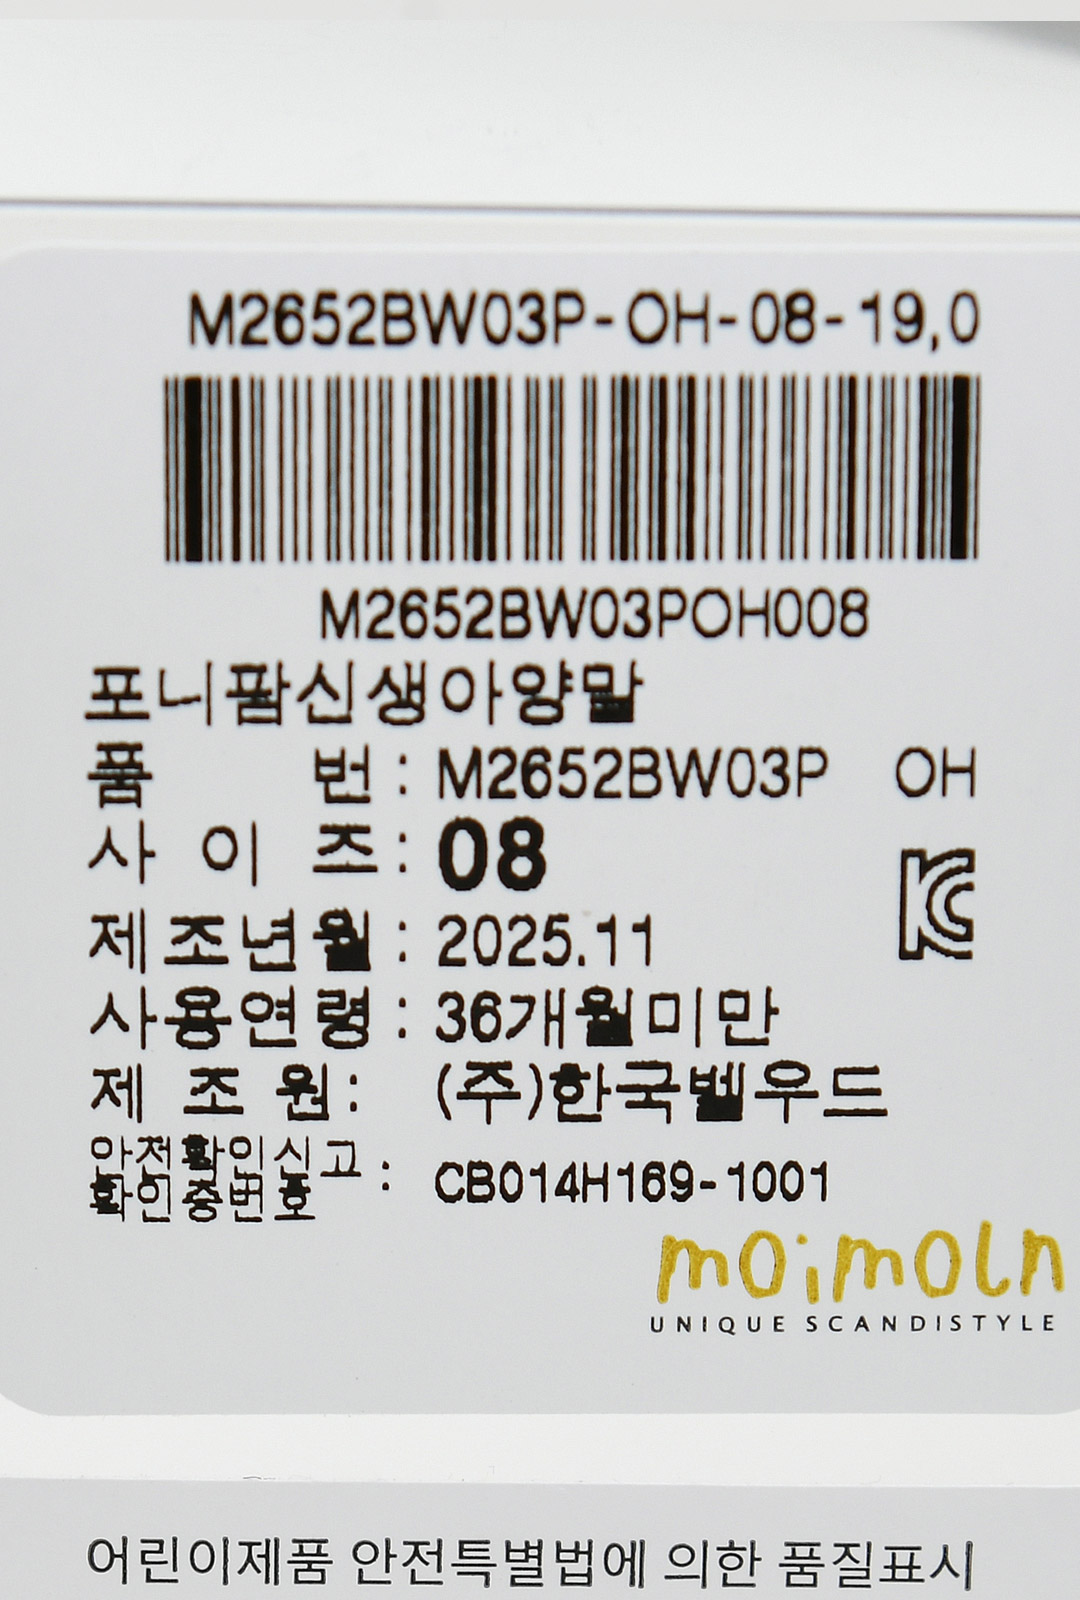 M2652BW03P-OH-08-19,0
M2652BW03POH008
포니팜신생아양말
품 번 : M2652BW03P OH
사 이 즈 : 08
제조년월 : 2025.11
사용연령 : 36개월미만
제 조 원 : (주)한국벨우드
안전확인신고
확인증번호 : CB014H169-1001
moimoln
UNIQUE SCANDISTYLE
어린이제품 안전특별법에 의한 품질표시